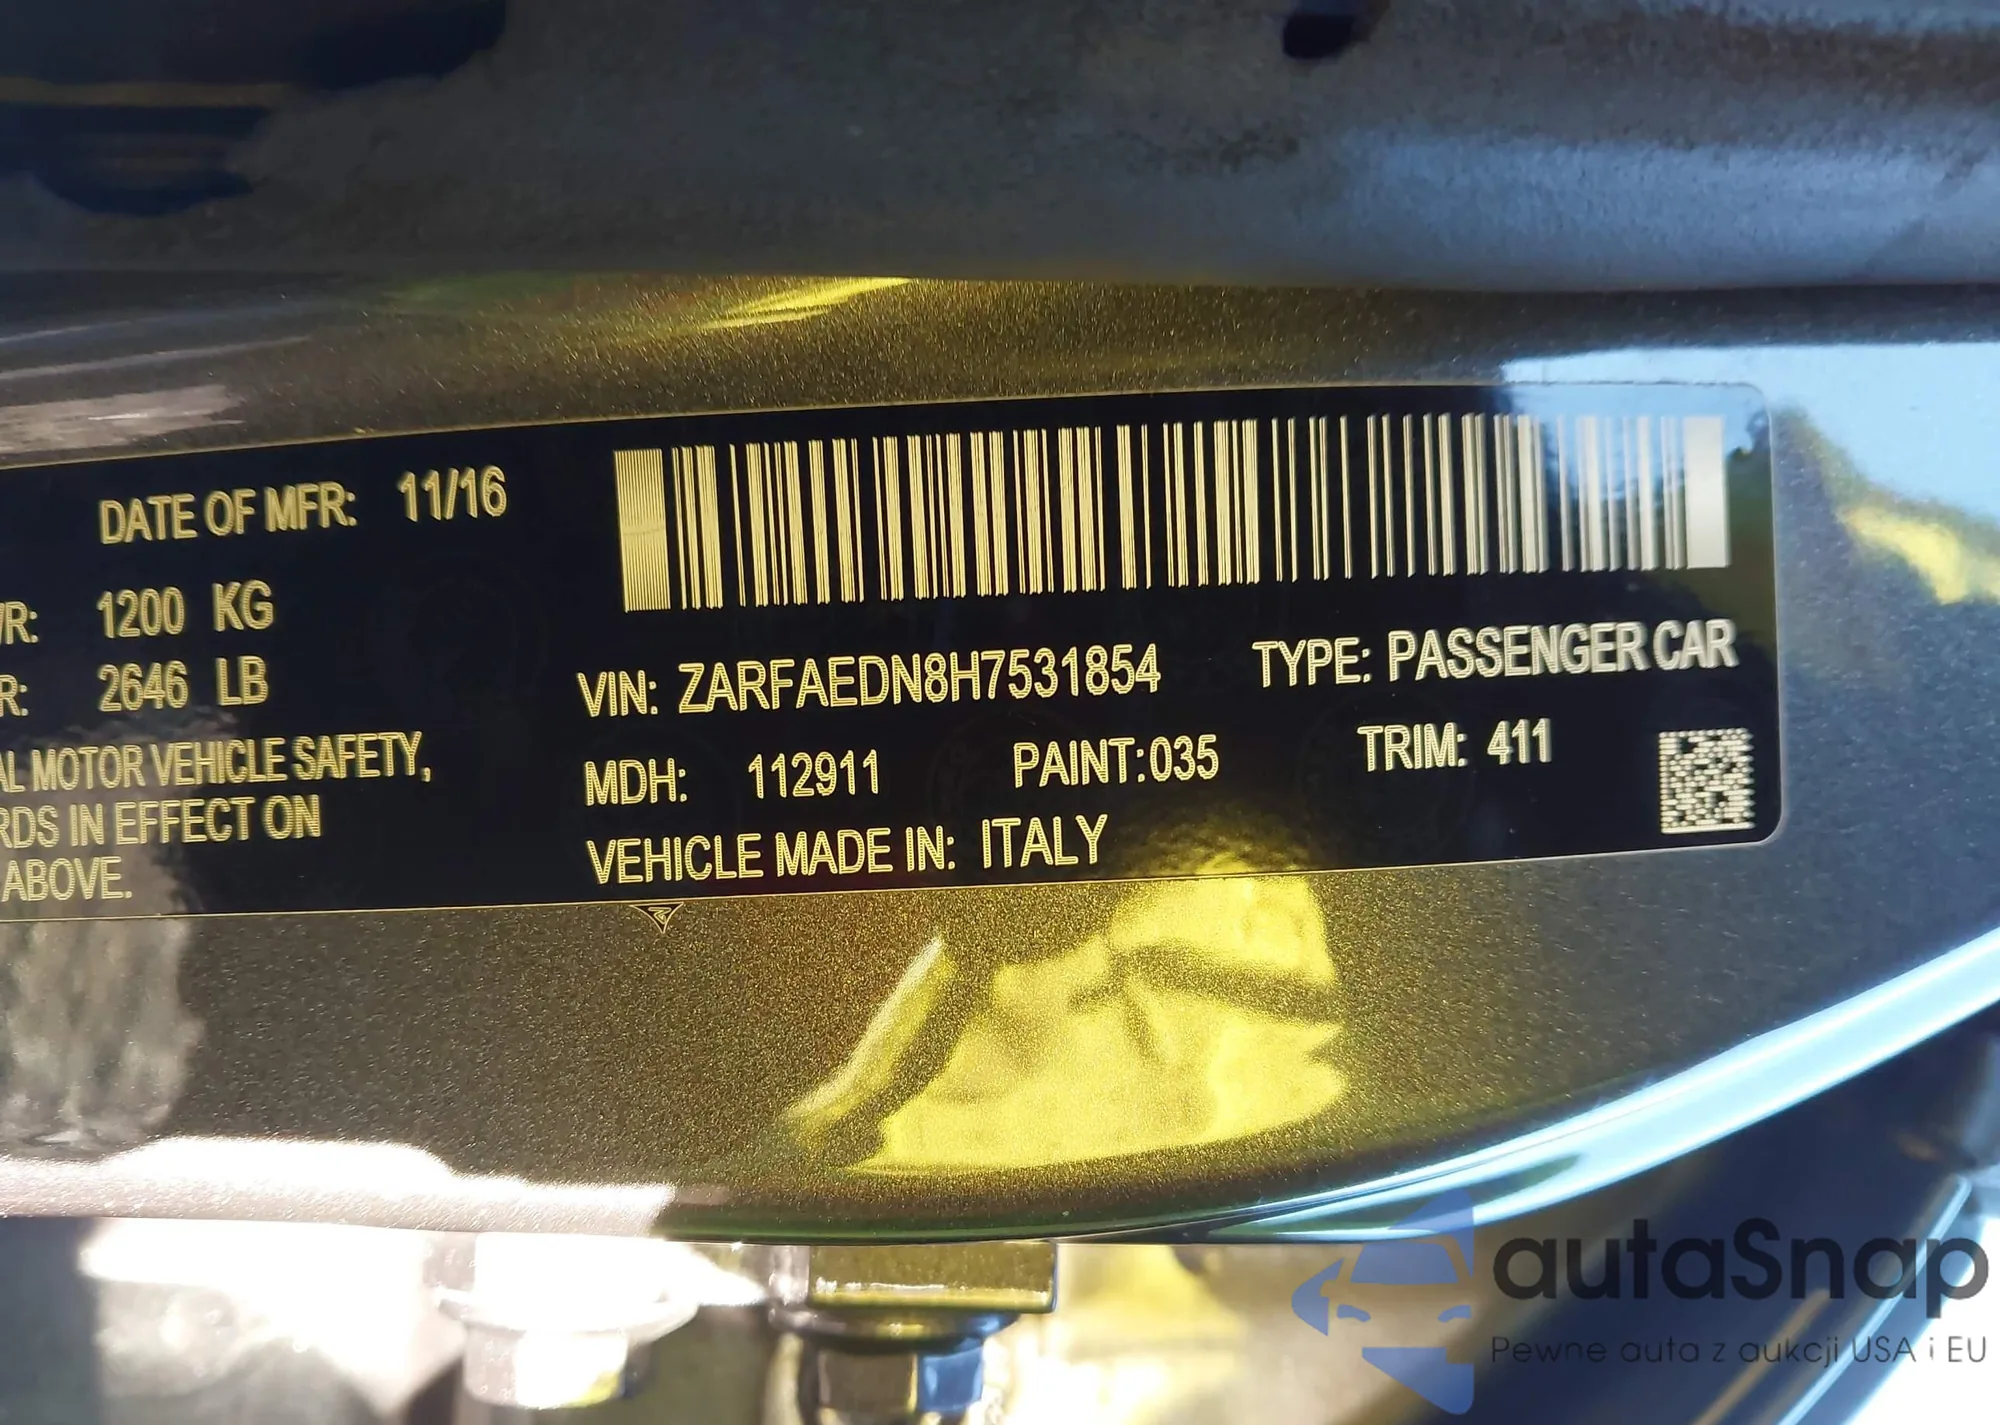 DATE OF MFR: 11/16
VR: 1200 KG
R: 2646 LB
AL MOTOR VEHICLE SAFETY,
RDS IN EFFECT ON
ABOVE.
VIN: ZARFAEDN8H7531854 TYPE: PASSENGER CAR
MDH: 112911 PAINT:035 TRIM: 411
VEHICLE MADE IN: ITALY
autaSnap
Pewne auta z aukcji USA i EU